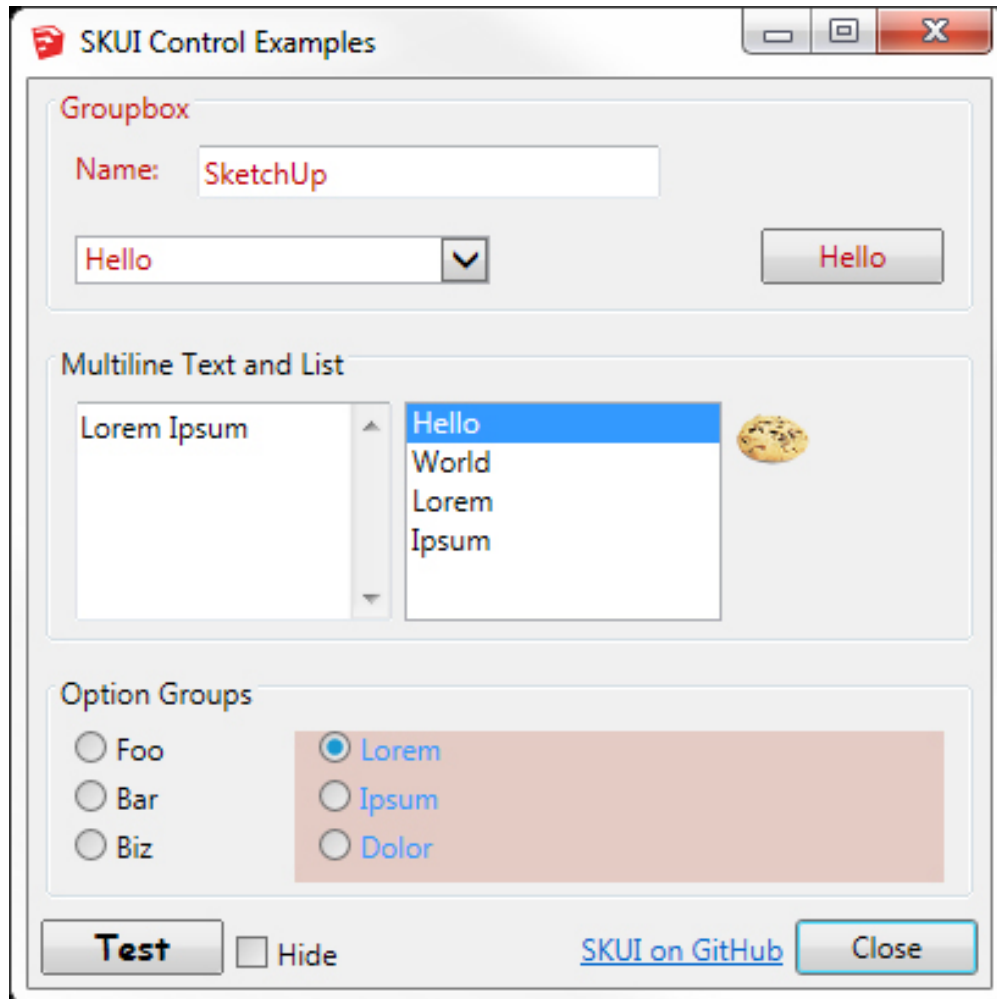 SKUI Control Examples
Groupbox
Name: SketchUp
Hello Hello
Multiline Text and List
Lorem Ipsum
Hello
World
Lorem
Ipsum
Option Groups
Foo
Bar
Biz
Lorem
Ipsum
Dolor
Test Hide SKUI on GitHub Close